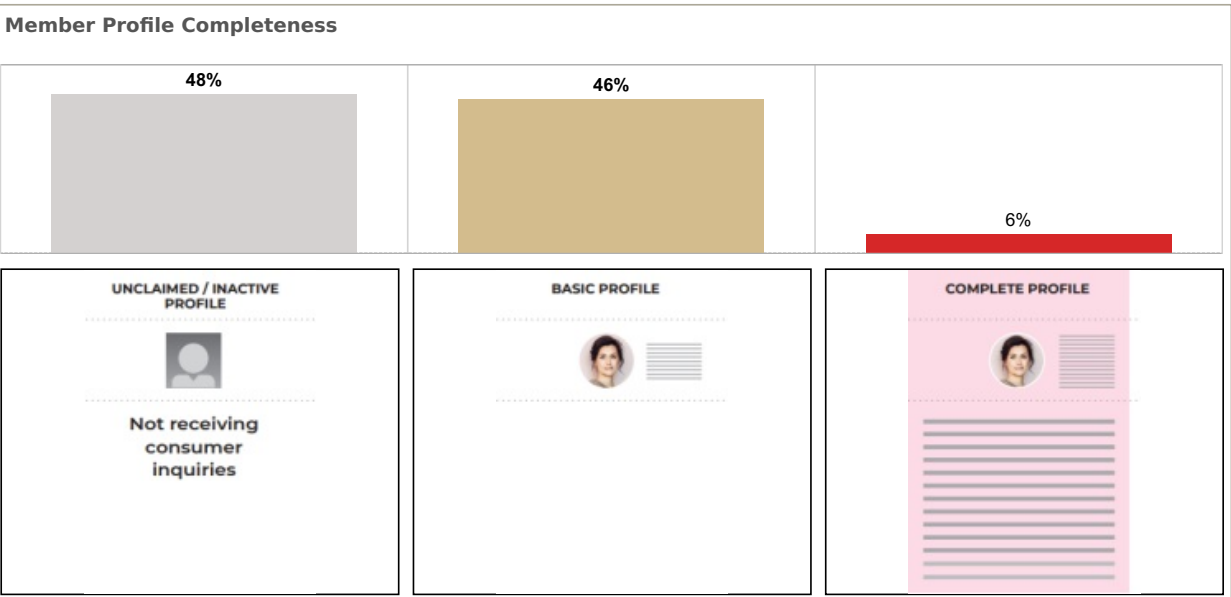 Member Profile Completeness
48%
46%
6%
UNCLAIMED / INACTIVE
PROFILE
Not receiving
consumer
inquiries
BASIC PROFILE
COMPLETE PROFILE